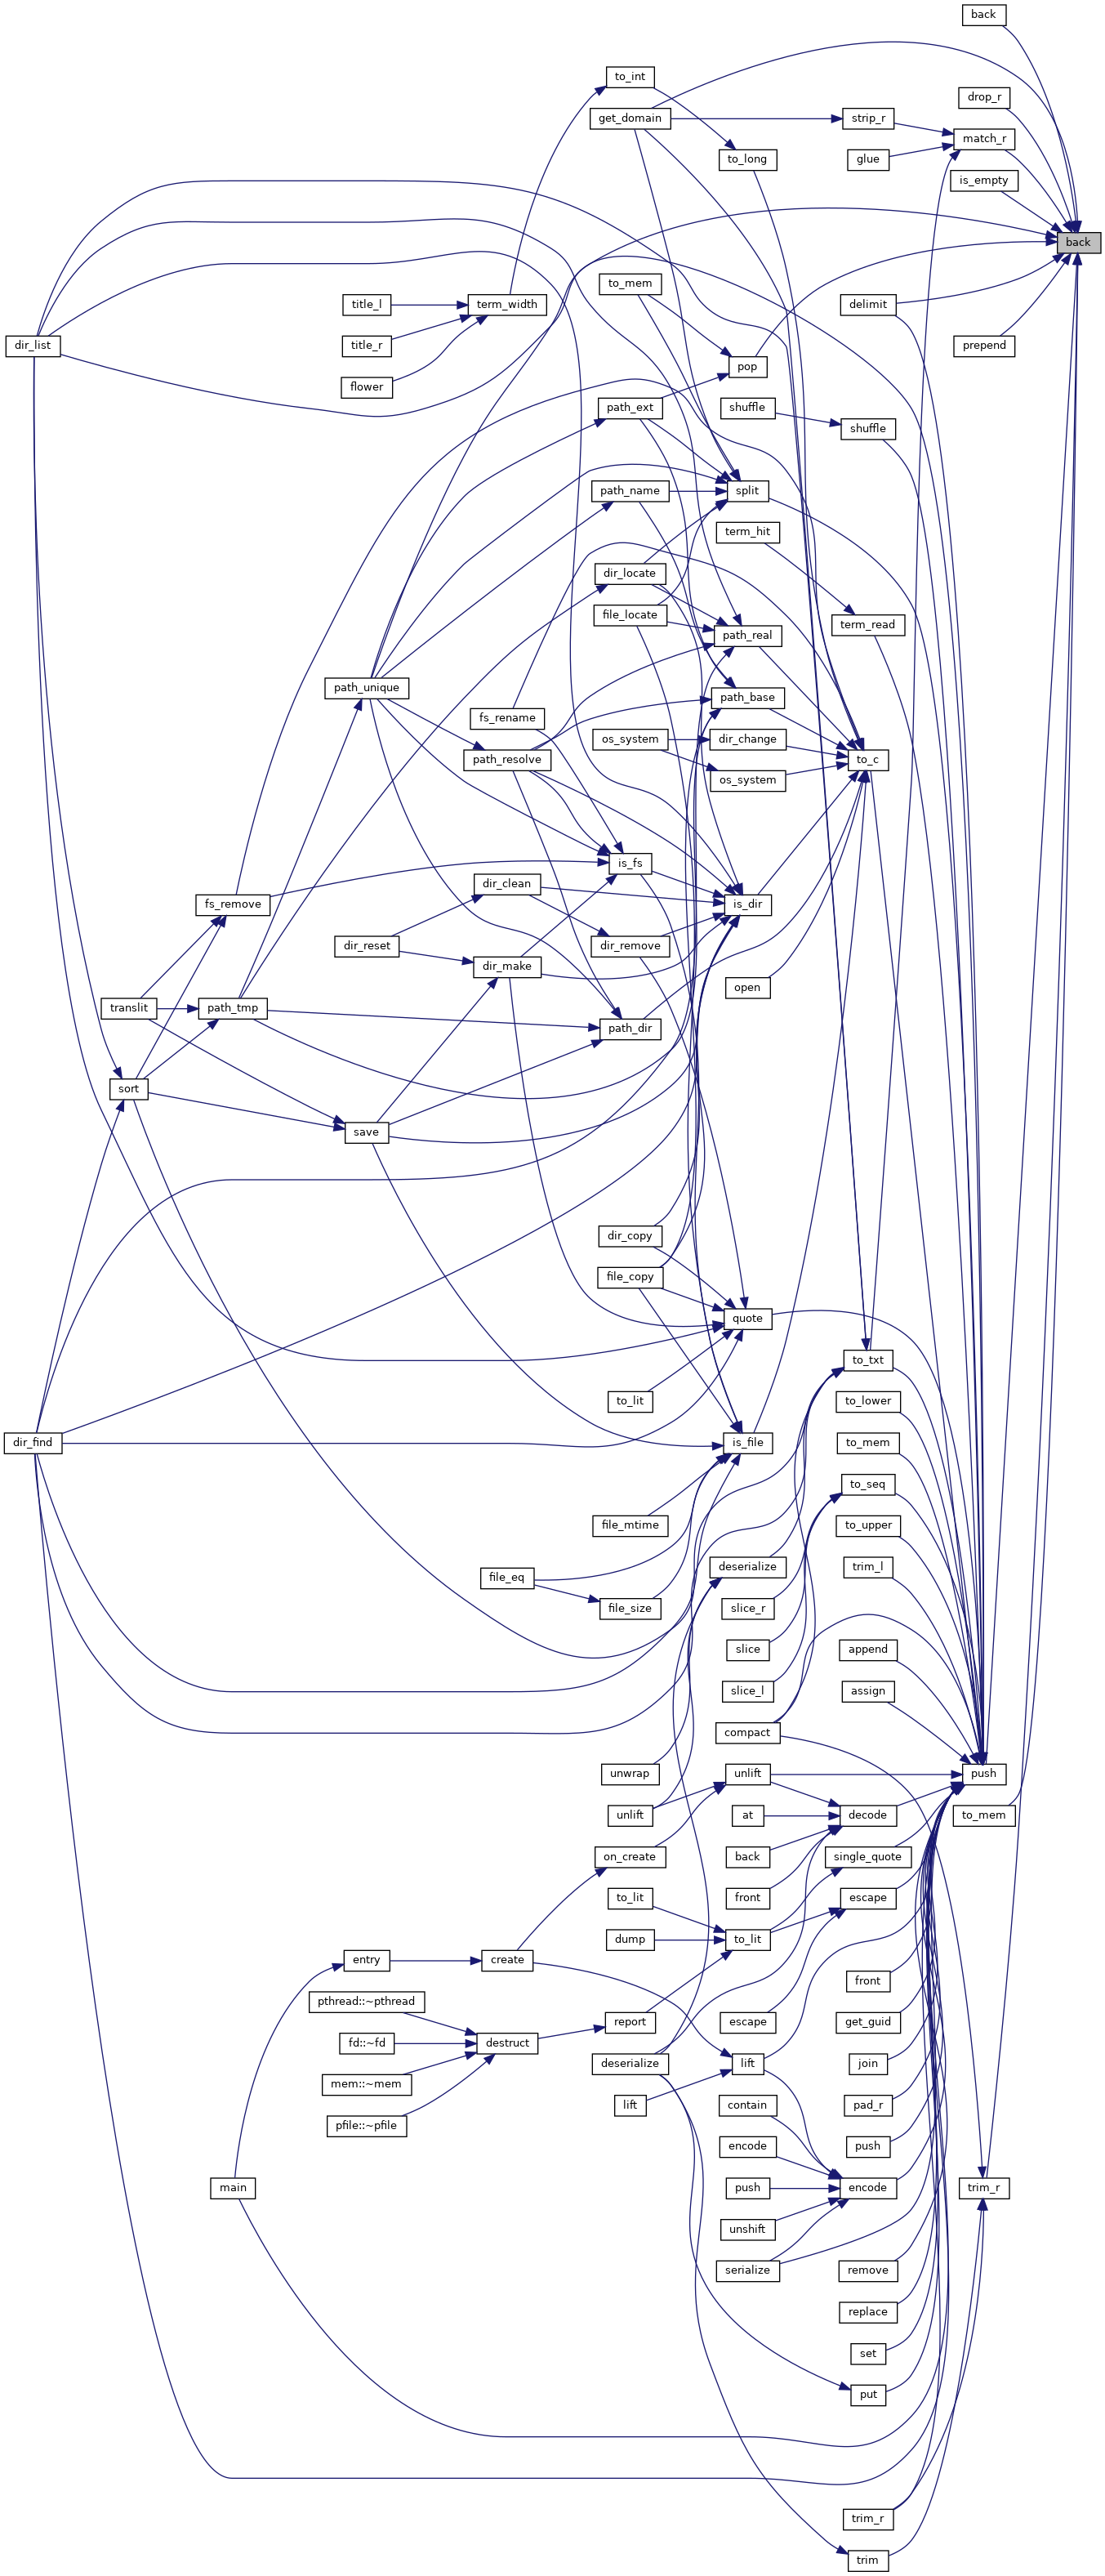 back
to_int
drop_r
get_domain
strip_r
match_r
glue
to_long
is_empty
back
to_mem
title_l
term_width
delimit
title_r
dir_list
prepend
pop
flower
path_ext
shuffle
shuffle
path_name
split
term_hit
dir_locate
file_locate
term_read
path_real
path_unique
path_base
fs_rename
os_system
dir_change
path_resolve
to_c
os_system
is_fs
dir_clean
fs_remove
is_dir
dir_reset
dir_remove
dir_make
open
translit
path_tmp
path_dir
sort
save
dir_copy
file_copy
quote
to_txt
to_lit
to_lower
dir_find
is_file
to_mem
to_seq
file_mtime
to_upper
deserialize
trim_l
file_eq
file_size
slice_r
slice
append
slice_l
assign
compact
unwrap
unlift
push
unlift
at
decode
to_mem
on_create
back
single_quote
to_lit
front
escape
dump
to_lit
entry
create
front
pthread::~pthread
report
escape
get_guid
fd::~fd
destruct
deserialize
lift
join
mem::~mem
lift
contain
pad_r
pfile::~pfile
encode
push
main
push
encode
trim_r
unshift
serialize
remove
replace
set
put
trim_r
trim